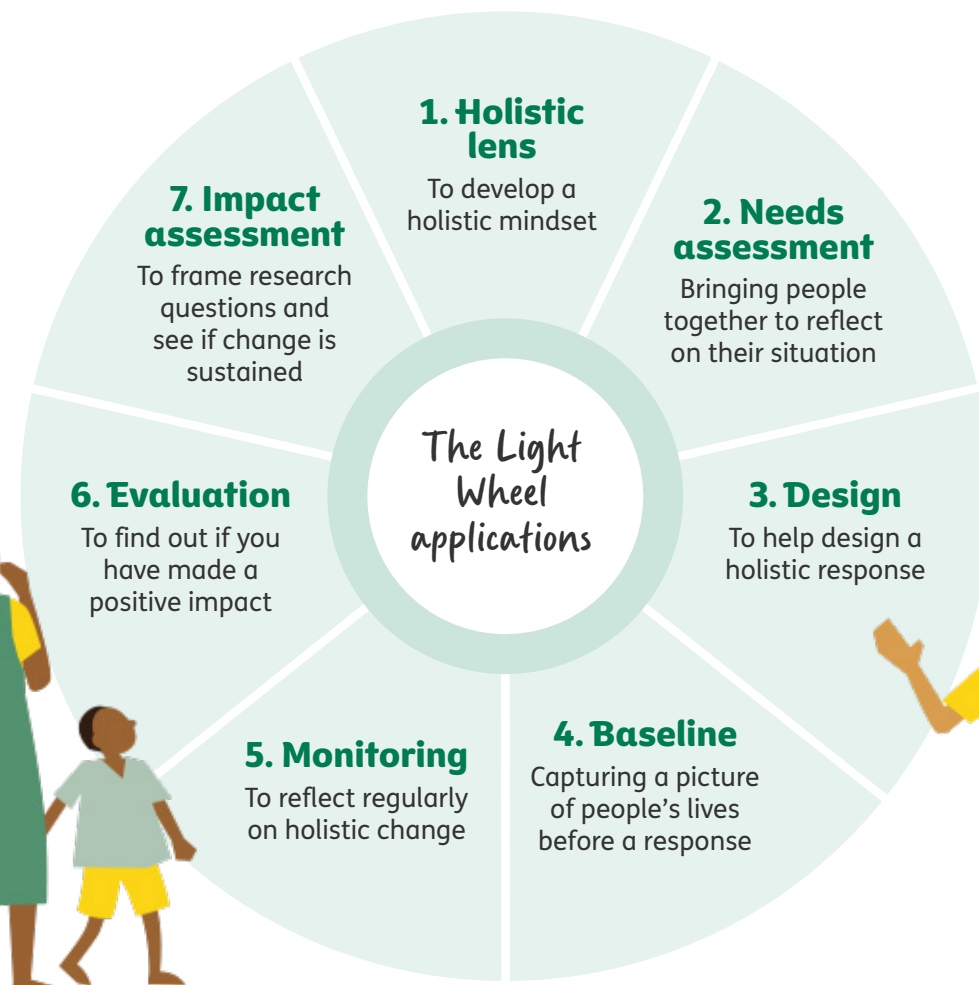 The Light
Wheel
applications
1. Holistic
lens
To develop a
holistic mindset
2. Needs
assessment
Bringing people
together to reflect
on their situation
3. Design
To help design a
holistic response
4. Baseline
Capturing a picture
of people’s lives
before a response
5. Monitoring
To reflect regularly
on holistic change
6. Evaluation
To find out if you
have made a
positive impact
7. Impact
assessment
To frame research
questions and
see if change is
sustained